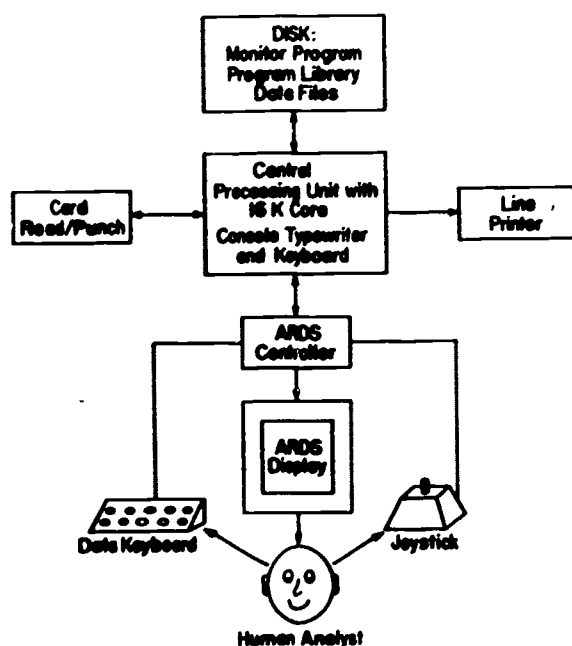 DISK:
Monitor Program
Program Library
Data Files
Central
Processing Unit with
16 K Core
Console Typewriter
and Keyboard
Card
Read/Punch
Line
Printer
ARDS
Controller
ARDS
Display
Data Keyboard
Joystick
Human Analyst